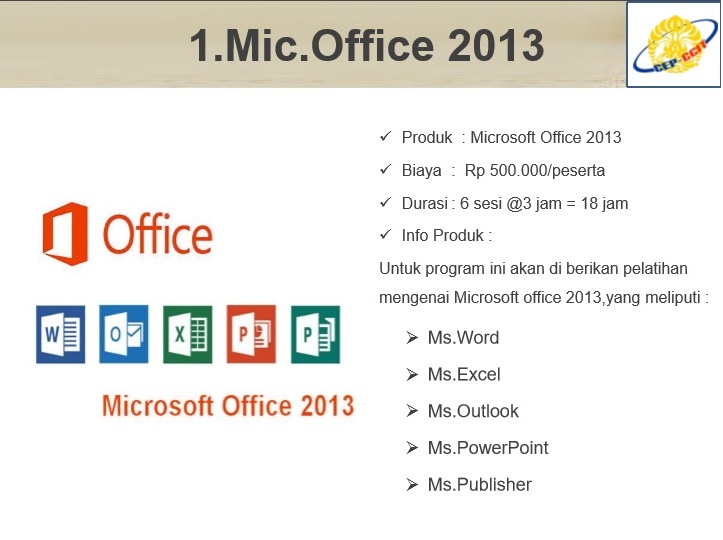 1.Mic.Office 2013
CEP-CCIT
Office
W
O
X
P
P
Microsoft Office 2013
Produk : Microsoft Office 2013
Biaya : Rp 500.000/peserta
Durasi : 6 sesi @3 jam = 18 jam
Info Produk :
Untuk program ini akan di berikan pelatihan
mengenai Microsoft office 2013,yang meliputi :
Ms.Word
Ms.Excel
Ms.Outlook
Ms.PowerPoint
Ms.Publisher